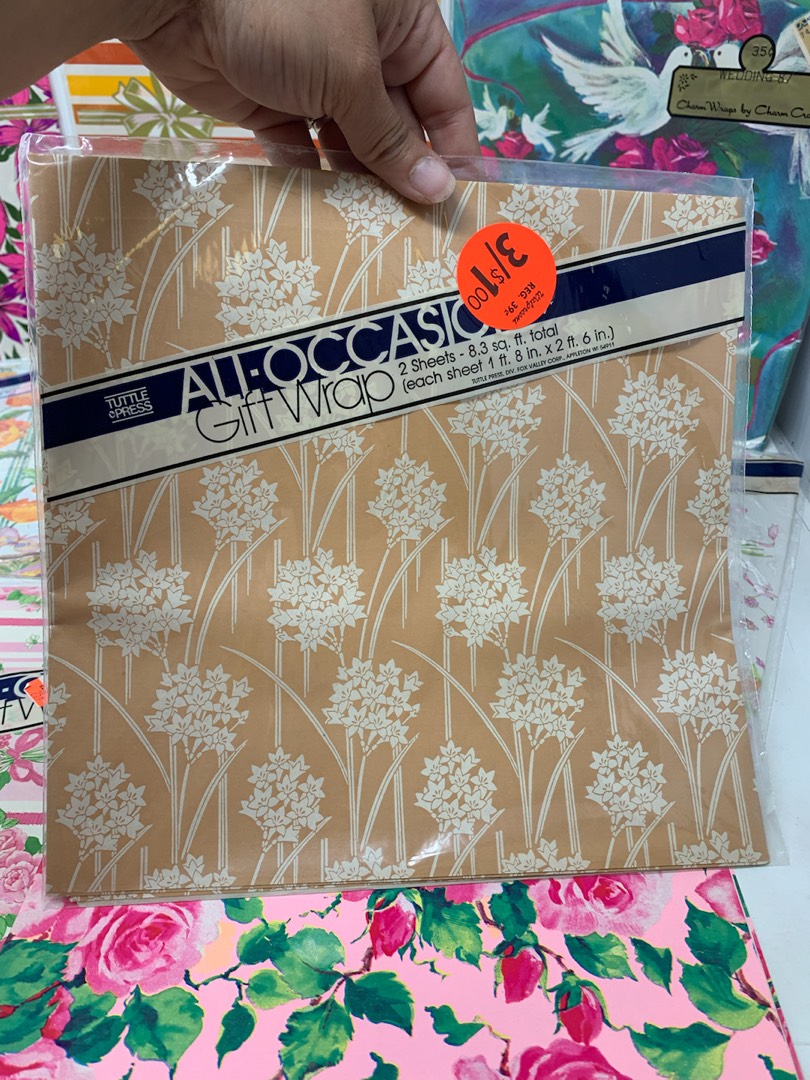 35¢
WEDDING-87
Charm Wraps by Charm Cra
3/$1.00
Walgreens
REG. 39¢
TUTTLE
PRESS
ALL-OCCASIO
Gift Wrap
2 Sheets - 8.3 sq. ft. total
(each sheet 1 ft. 8 in. x 2 ft. 6 in.)
TUTTLE PRESS, DIV. FOX VALLEY CORP., APPLETON WI 54911